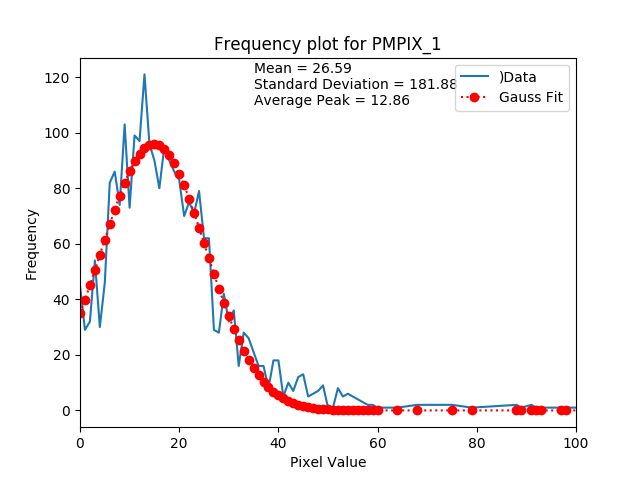 Frequency plot for PMPIX_1
Mean = 26.59
Standard Deviation = 181.88
Average Peak = 12.86
)Data
Gauss Fit
120
100
80
60
40
20
0
Frequency
0 20 40 60 80 100
Pixel Value